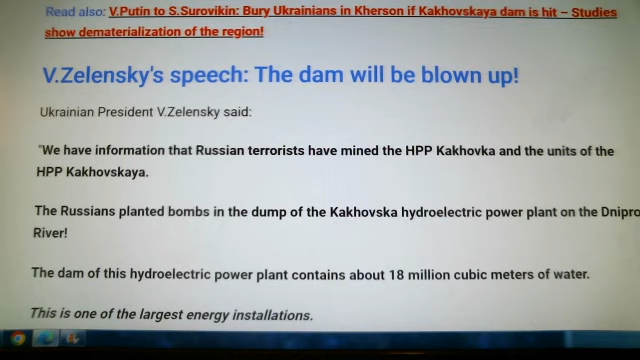 Read also: V.Putin to S.Surovikin: Bury Ukrainians in Kherson if Kakhovskaya dam is hit – Studies
show dematerialization of the region!
V.Zelensky's speech: The dam will be blown up!
Ukrainian President V.Zelensky said:
"We have information that Russian terrorists have mined the HPP Kakhovka and the units of the
HPP Kakhovskaya.
The Russians planted bombs in the dump of the Kakhovska hydroelectric power plant on the Dnipro
River!
The dam of this hydroelectric power plant contains about 18 million cubic meters of water.
This is one of the largest energy installations.